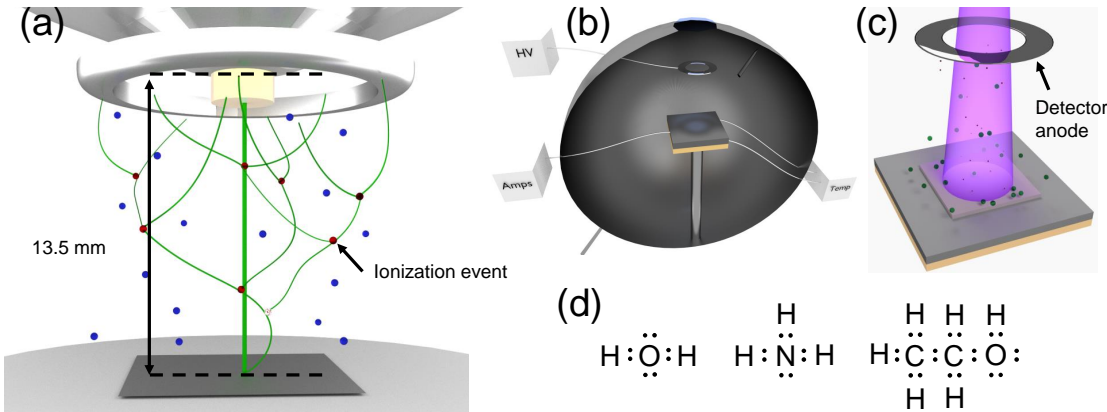 (a)
13.5 mm
Ionization event
(b)
HV
Amps
Temp
(c)
Detector
anode
(d)
H
H H H
H:O:H H:N:H H:C:C:O:
H H